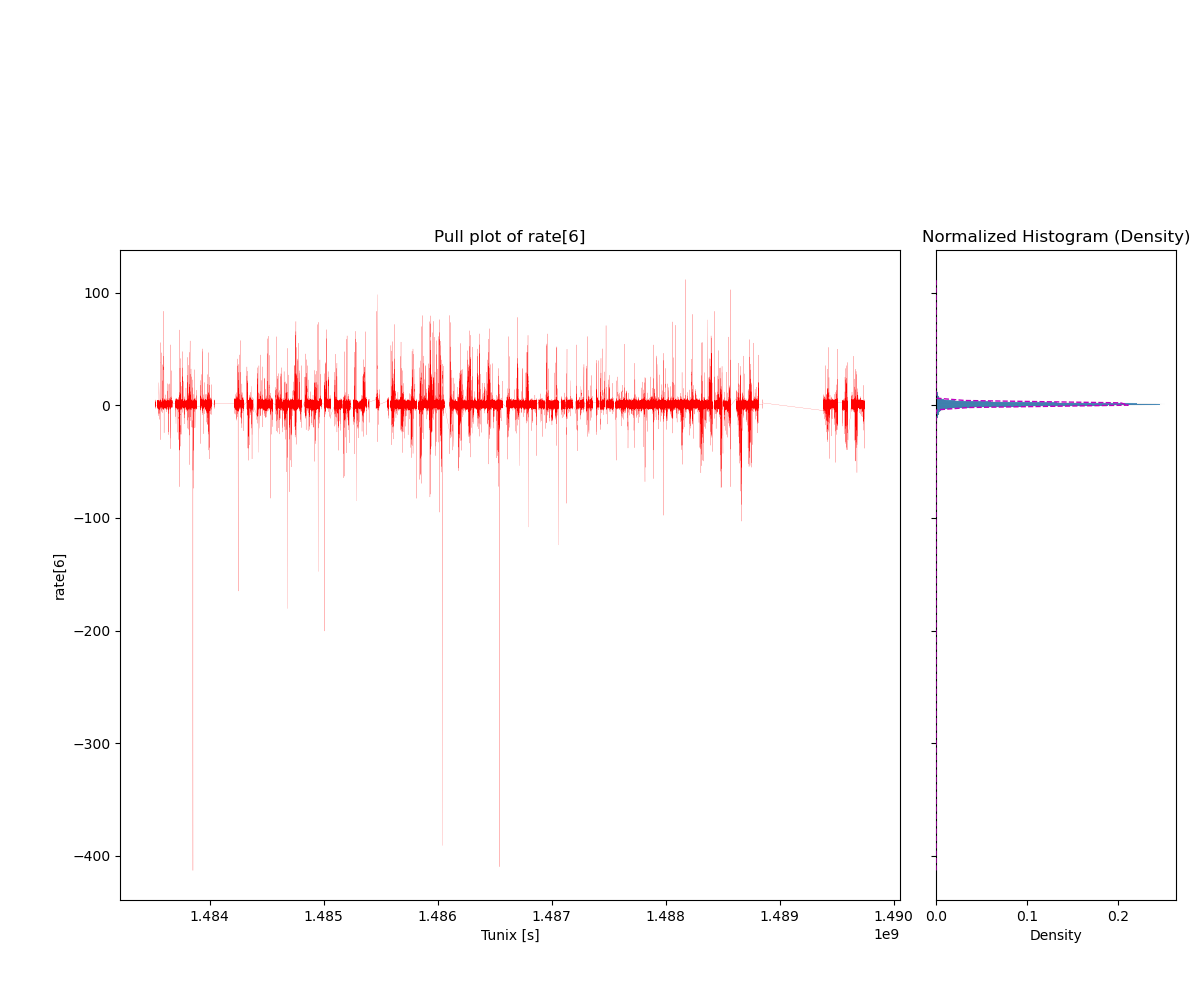 Pull plot of rate[6]
Normalized Histogram (Density)
100
0
−100
−200
−300
−400
rate[6]
1.484 1.485 1.486 1.487 1.488 1.489 1.490
1e9
Tunix [s]
0.0 0.1 0.2
Density